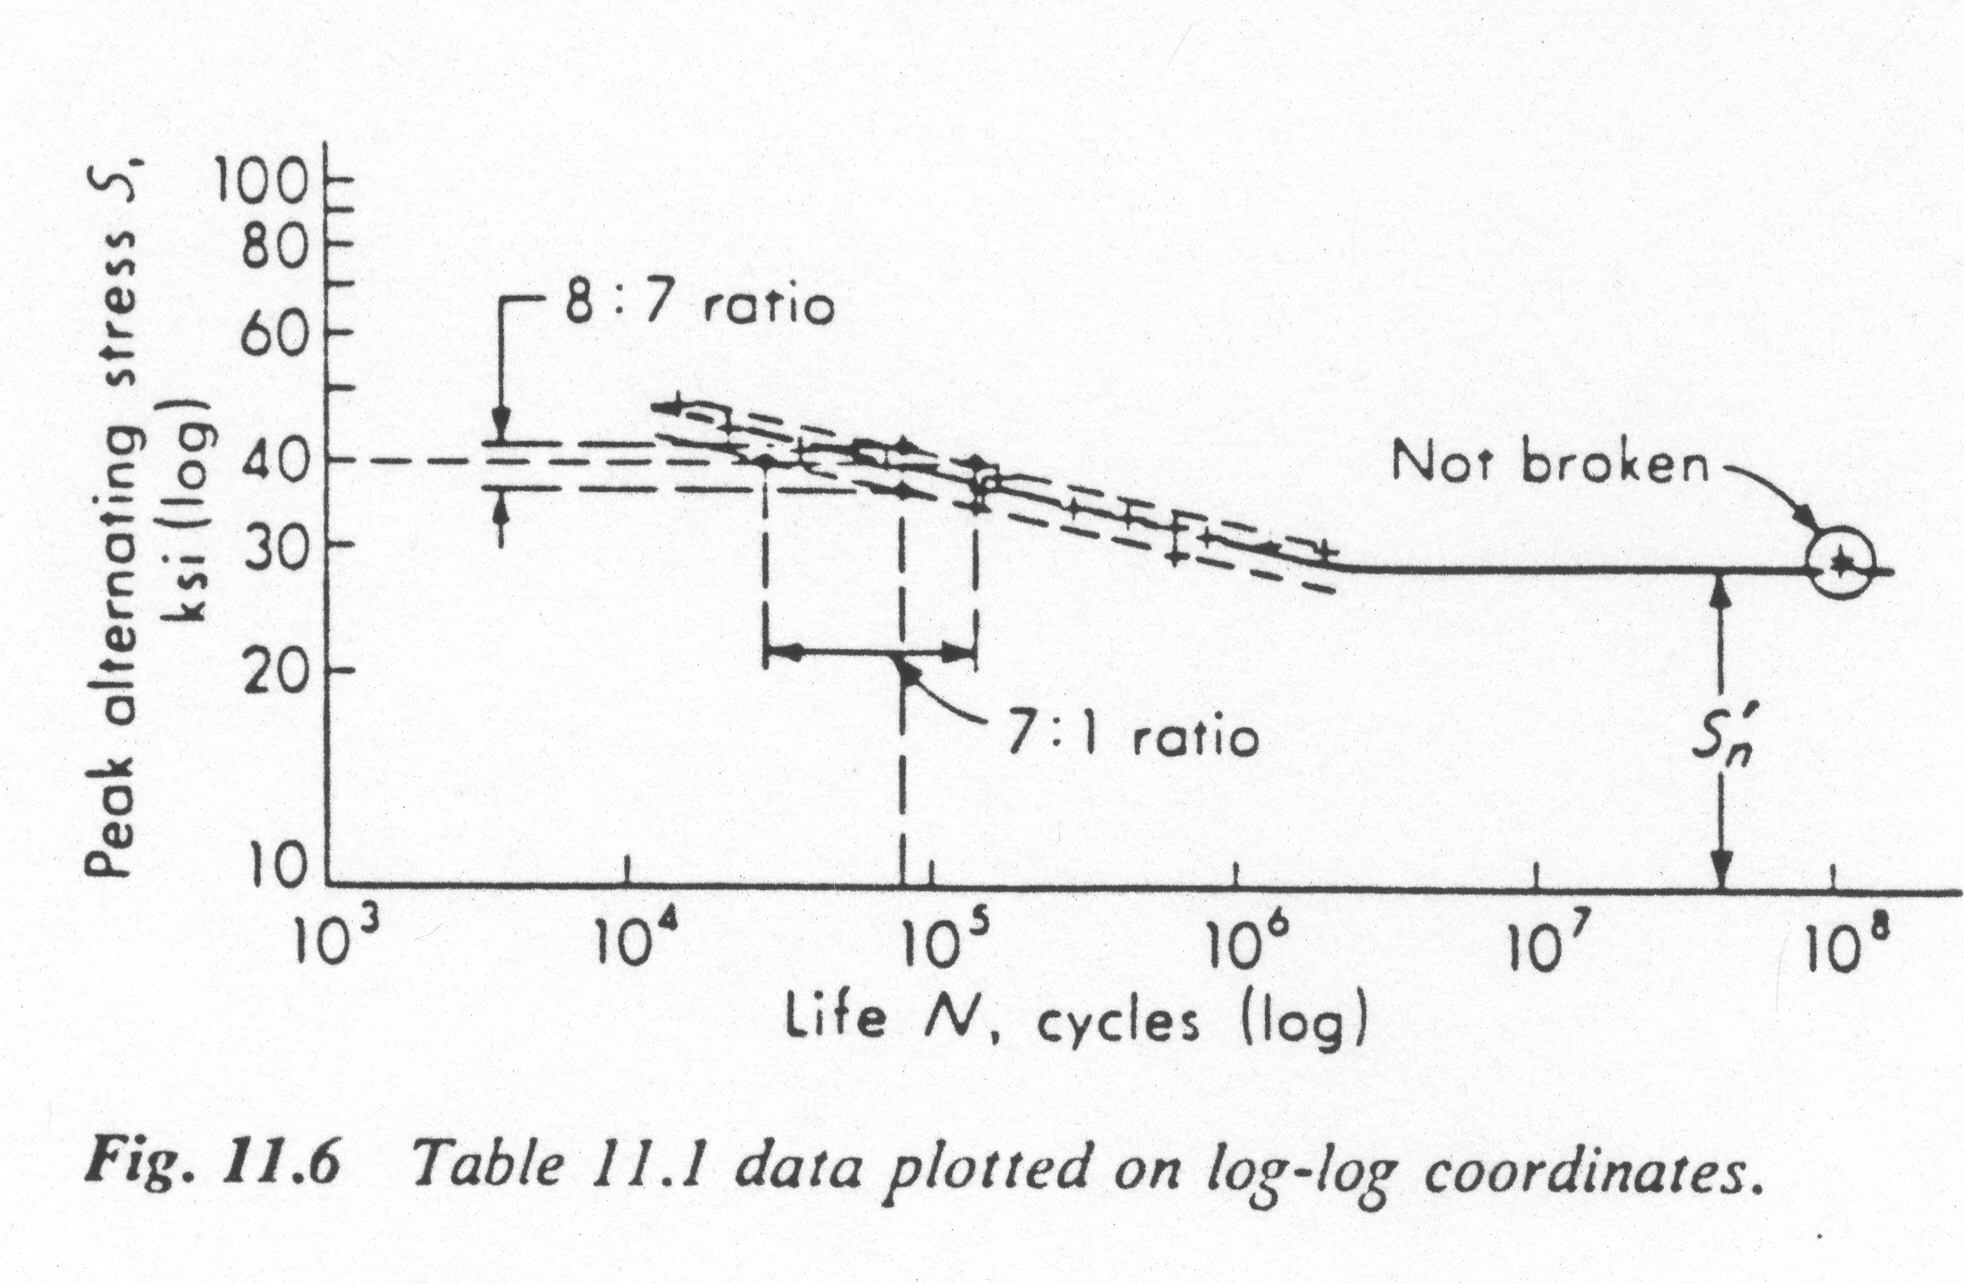 Peak alternating stress S,
ksi (log)
100
80
60
40
30
20
10
8:7 ratio
Not broken
7:1 ratio
S′n
10³
10⁴
10⁵
10⁶
10⁷
10⁸
Life N, cycles (log)
Fig. 11.6 Table 11.1 data plotted on log-log coordinates.